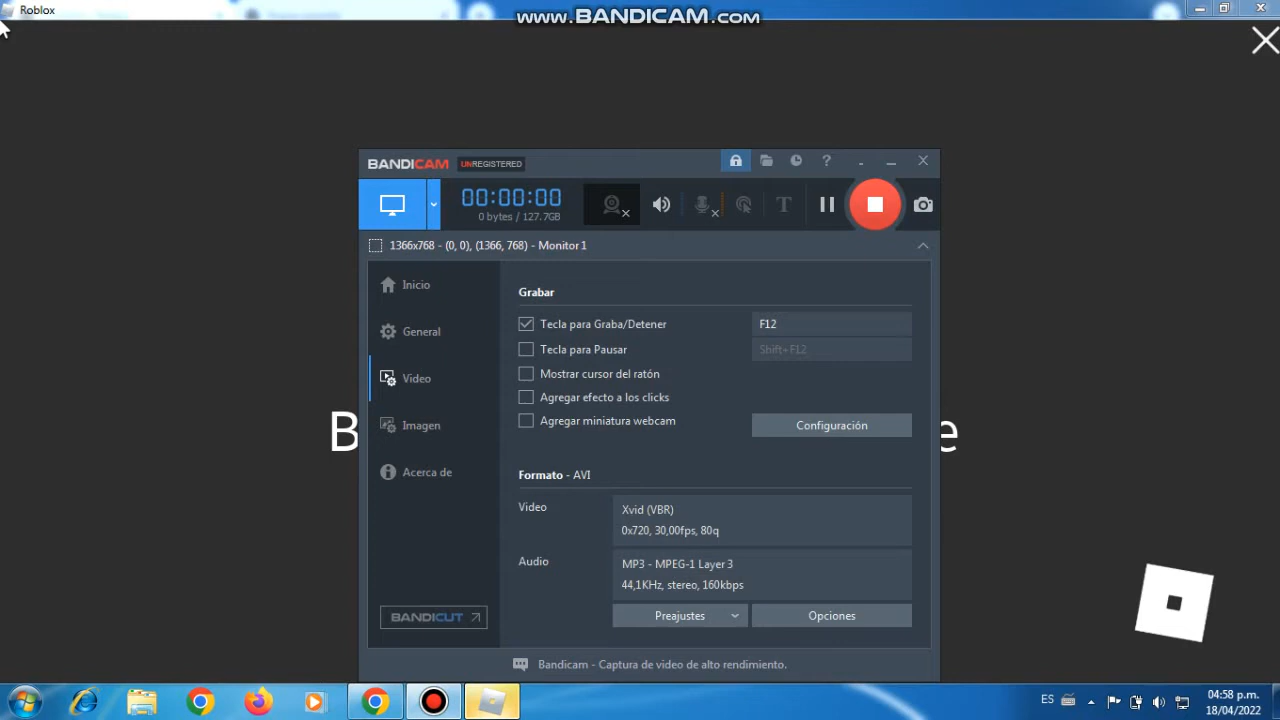 Roblox
www.BANDICAM.com
BANDICAM UNREGISTERED
00:00:00
0 bytes / 127.7GB
1366x768 - (0, 0), (1366, 768) - Monitor 1
Inicio
General
Video
Imagen
Acerca de
BANDICUT
Grabar
Tecla para Graba/Detener F12
Tecla para Pausar Shift+F12
Mostrar cursor del ratón
Agregar efecto a los clicks
Agregar miniatura webcam
Configuración
Formato - AVI
Video
Xvid (VBR)
0x720, 30,00fps, 80q
Audio
MP3 - MPEG-1 Layer 3
44,1KHz, stereo, 160kbps
Preajustes Opciones
Bandicam - Captura de video de alto rendimiento.
ES
04:58 p.m.
18/04/2022